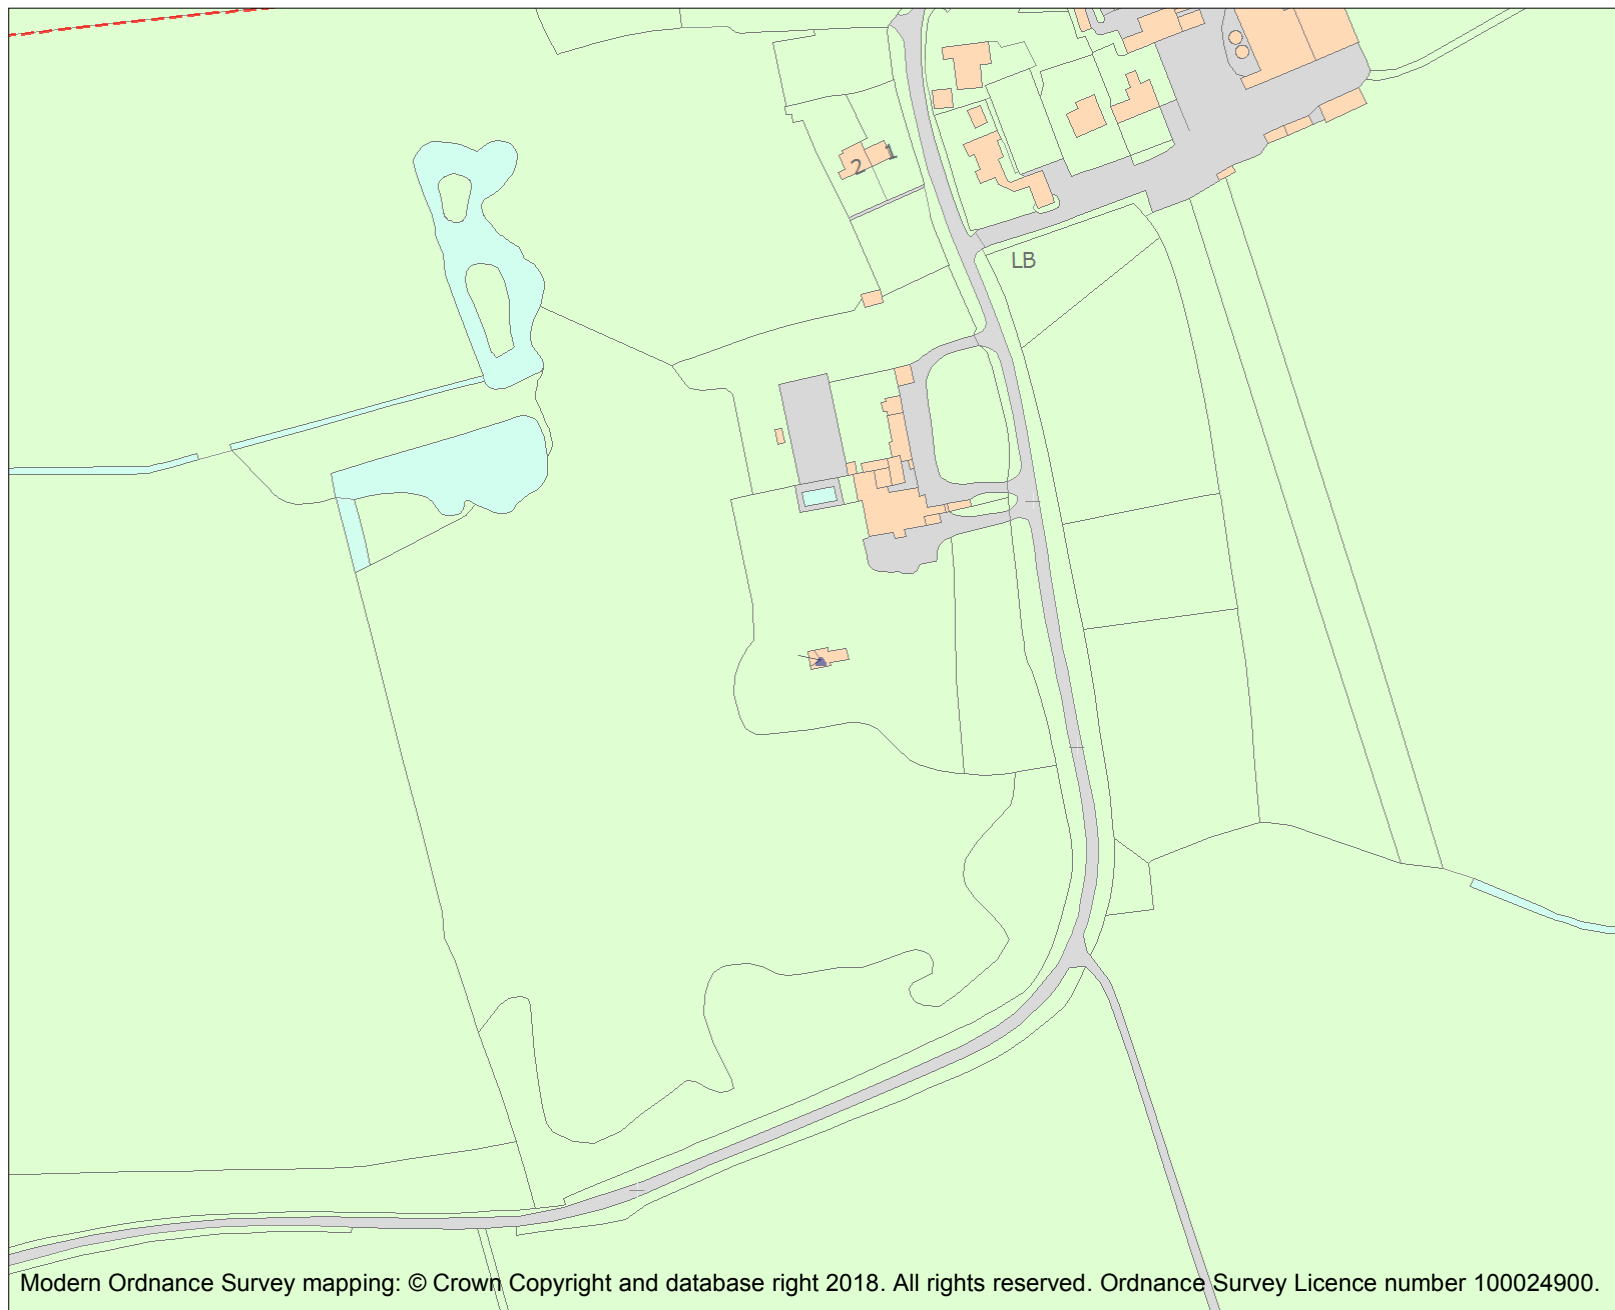 1
2
LB
Modern Ordnance Survey mapping: © Crown Copyright and database right 2018. All rights reserved. Ordnance Survey Licence number 100024900.